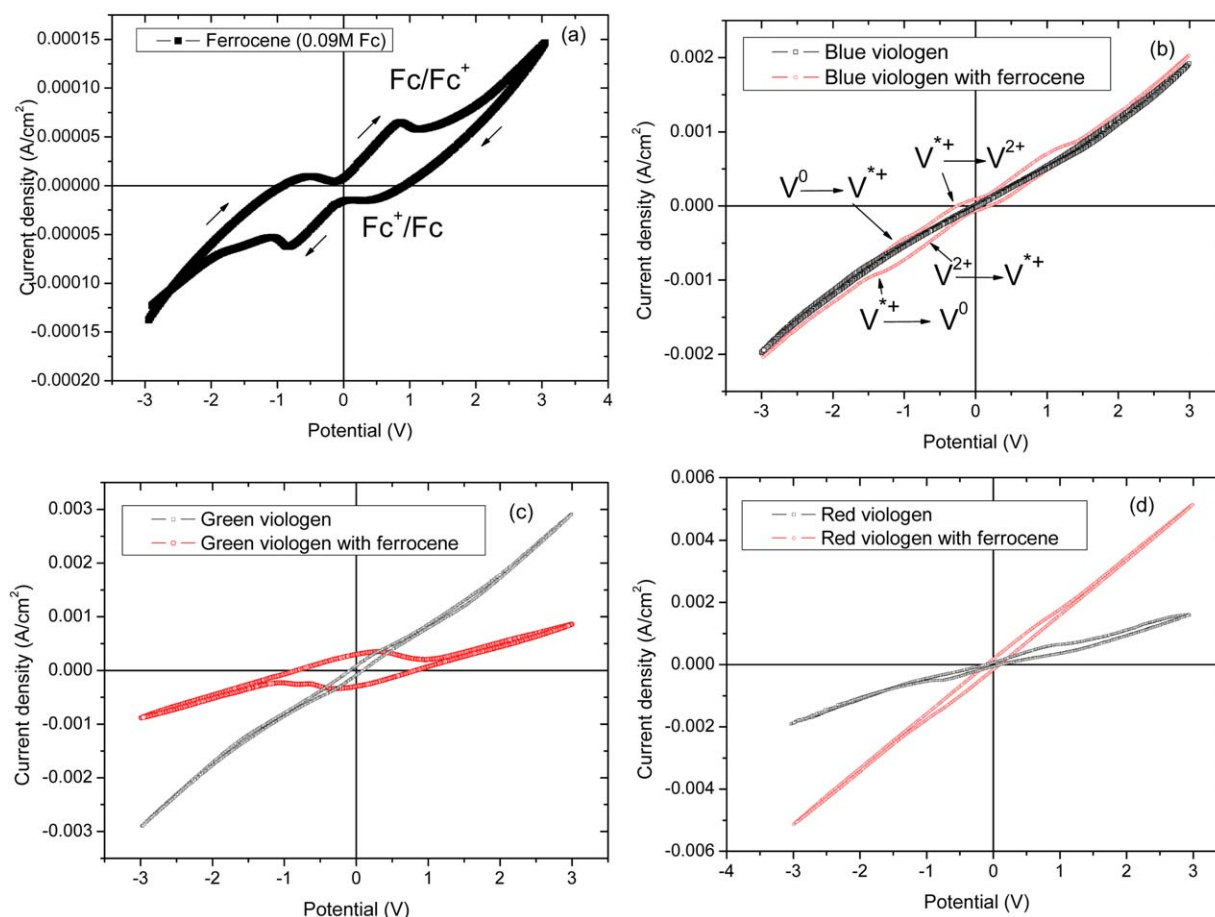 Ferrocene (0.09M Fc)
(a)
Fc/Fc⁺
Fc⁺/Fc
Current density (A/cm²)
0.00015
0.00010
0.00005
0.00000
-0.00005
-0.00010
-0.00015
-0.00020
-3 -2 -1 0 1 2 3 4
Potential (V)
Blue viologen
Blue viologen with ferrocene
(b)
V*⁺ → V²⁺
V⁰ → V*⁺
V²⁺ → V*⁺
V*⁺ → V⁰
Current density (A/cm²)
0.002
0.001
0.000
-0.001
-0.002
-3 -2 -1 0 1 2 3
Potential (V)
Green viologen
Green viologen with ferrocene
(c)
Current density (A/cm²)
0.003
0.002
0.001
0.000
-0.001
-0.002
-0.003
-3 -2 -1 0 1 2 3
Potential (V)
Red viologen
Red viologen with ferrocene
(d)
Current density (A/cm²)
0.006
0.004
0.002
0.000
-0.002
-0.004
-0.006
-4 -3 -2 -1 0 1 2 3
Potential (V)